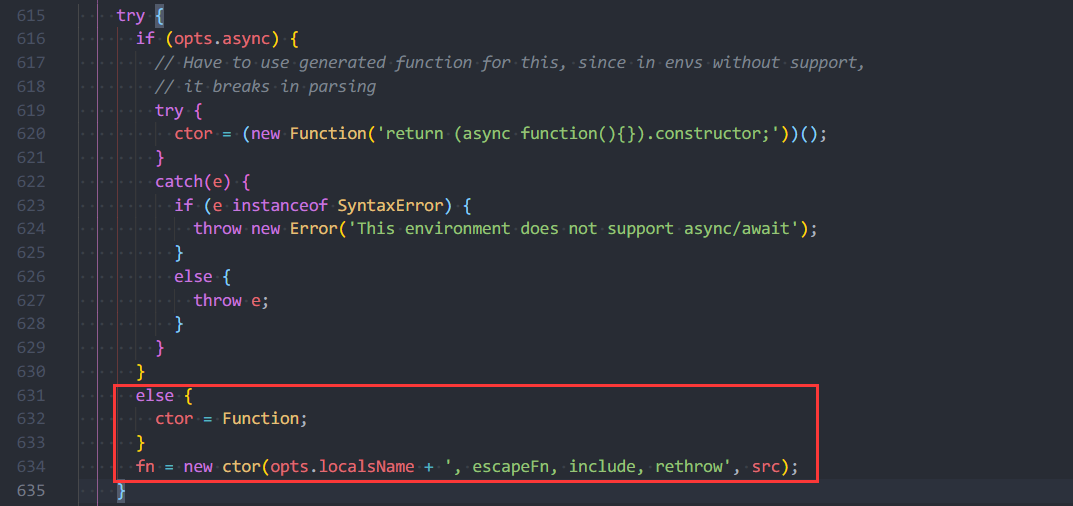 615 try {
616 if (opts.async) {
617 // Have to use generated function for this, since in envs without support,
618 // it breaks in parsing
619 try {
620 ctor = (new Function('return (async function(){}).constructor;'))();
621 }
622 catch(e) {
623 if (e instanceof SyntaxError) {
624 throw new Error('This environment does not support async/await');
625 }
626 else {
627 throw e;
628 }
629 }
630 }
631 else {
632 ctor = Function;
633 }
634 fn = new ctor(opts.localsName + ', escapeFn, include, rethrow', src);
635 }